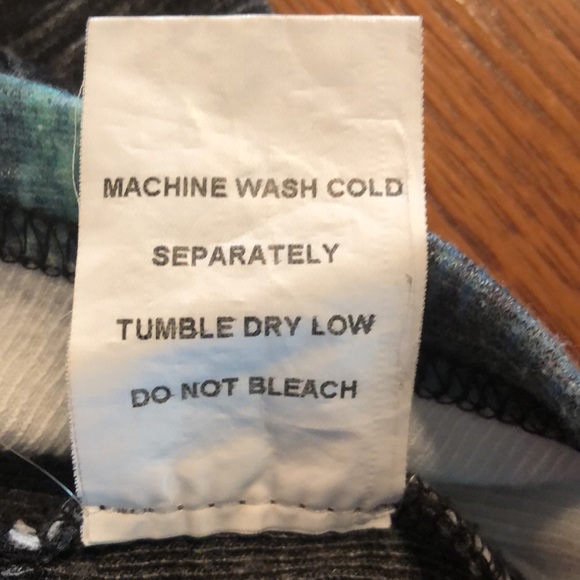 MACHINE WASH COLD
SEPARATELY
TUMBLE DRY LOW
DO NOT BLEACH